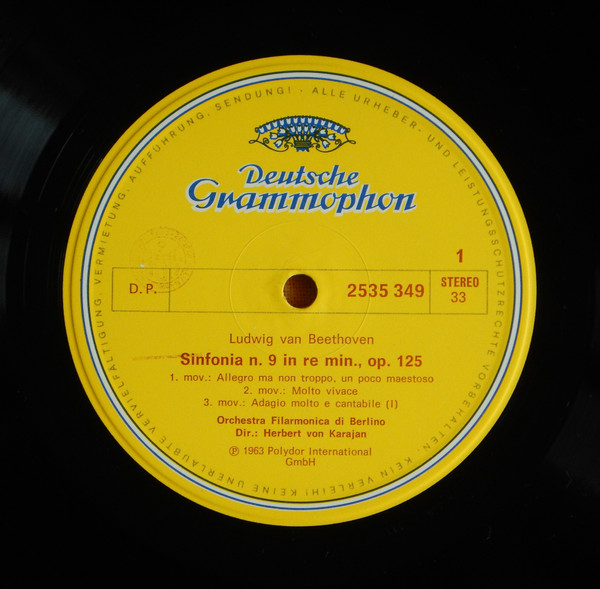 KEINE UNERLAUBTE VERVIELFÄLTIGUNG, VERMIETUNG, AUFFÜHRUNG, SENDUNG! - ALLE URHEBER- UND LEISTUNGSSCHUTZRECHTE VORBEHALTEN. KEIN VERLEIH!
Deutsche
Grammophon
1
D.P.
2535 349
STEREO
33
Ludwig van Beethoven
Sinfonia n. 9 in re min., op. 125
1. mov.: Allegro ma non troppo, un poco maestoso
2. mov.: Molto vivace
3. mov.: Adagio molto e cantabile (I)
Orchestra Filarmonica di Berlino
Dir.: Herbert von Karajan
℗ 1963 Polydor International
GmbH